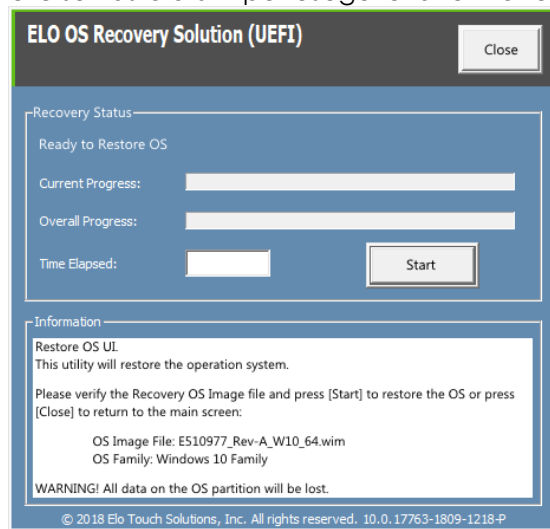 ELO OS Recovery Solution (UEFI)
Close
Recovery Status
Ready to Restore OS
Current Progress:
Overall Progress:
Time Elapsed:
Start
Information
Restore OS UI.
This utility will restore the operation system.
Please verify the Recovery OS Image file and press [Start] to restore the OS or press
[Close] to return to the main screen:
OS Image File: E510977_Rev-A_W10_64.wim
OS Family: Windows 10 Family
WARNING! All data on the OS partition will be lost.
© 2018 Elo Touch Solutions, Inc. All rights reserved. 10.0.17763-1809-1218-P